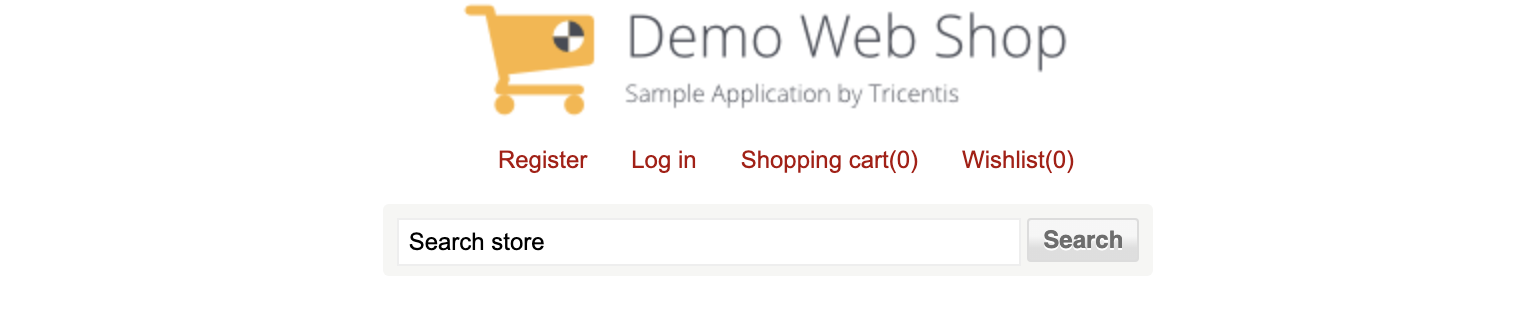 Demo Web Shop
Sample Application by Tricentis
Register Log in Shopping cart(0) Wishlist(0)
Search store Search